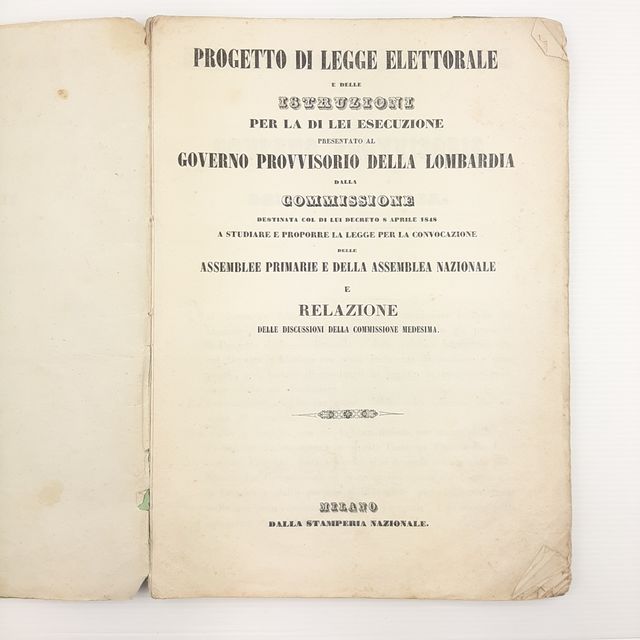 PROGETTO DI LEGGE ELETTORALE
E DELLE
ISTRUZIONI
PER LA DI LEI ESECUZIONE
PRESENTATO AL
GOVERNO PROVVISORIO DELLA LOMBARDIA
DALLA
COMMISSIONE
DESTINATA COL DI LUI DECRETO 8 APRILE 1848
A STUDIARE E PROPORRE LA LEGGE PER LA CONVOCAZIONE
DELLE
ASSEMBLEE PRIMARIE E DELLA ASSEMBLEA NAZIONALE
E
RELAZIONE
DELLE DISCUSSIONI DELLA COMMISSIONE MEDESIMA.
MILANO
DALLA STAMPERIA NAZIONALE.